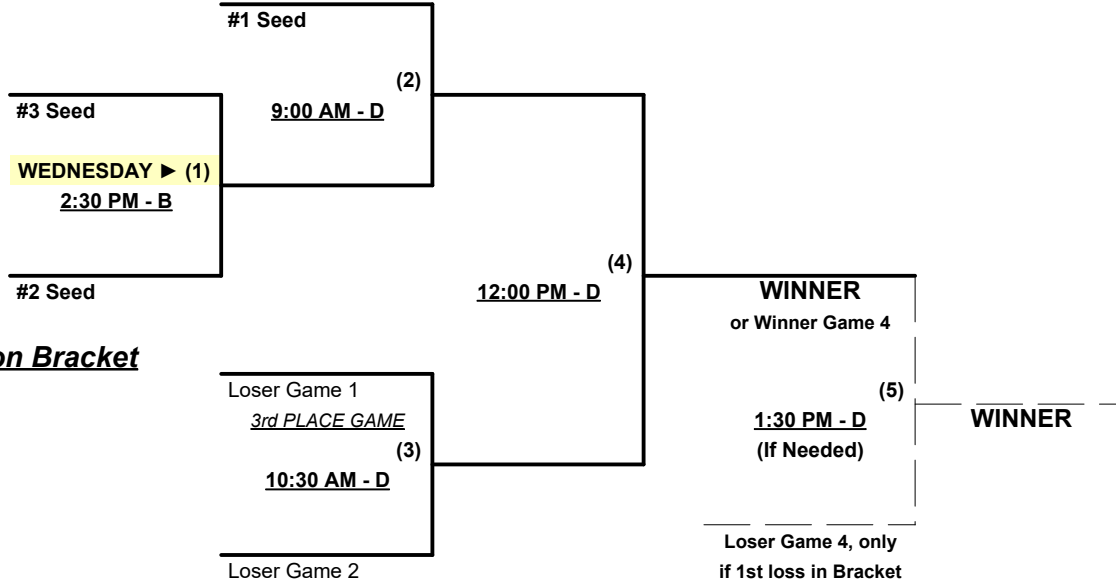 #1 Seed
(2)
9:00 AM - D
#3 Seed
WEDNESDAY ► (1)
2:30 PM - B
#2 Seed
(4)
12:00 PM - D
WINNER
or Winner Game 4
on Bracket
Loser Game 1
3rd PLACE GAME
(3)
10:30 AM - D
Loser Game 2
(5)
1:30 PM - D
(If Needed)
WINNER
Loser Game 4, only
if 1st loss in Bracket